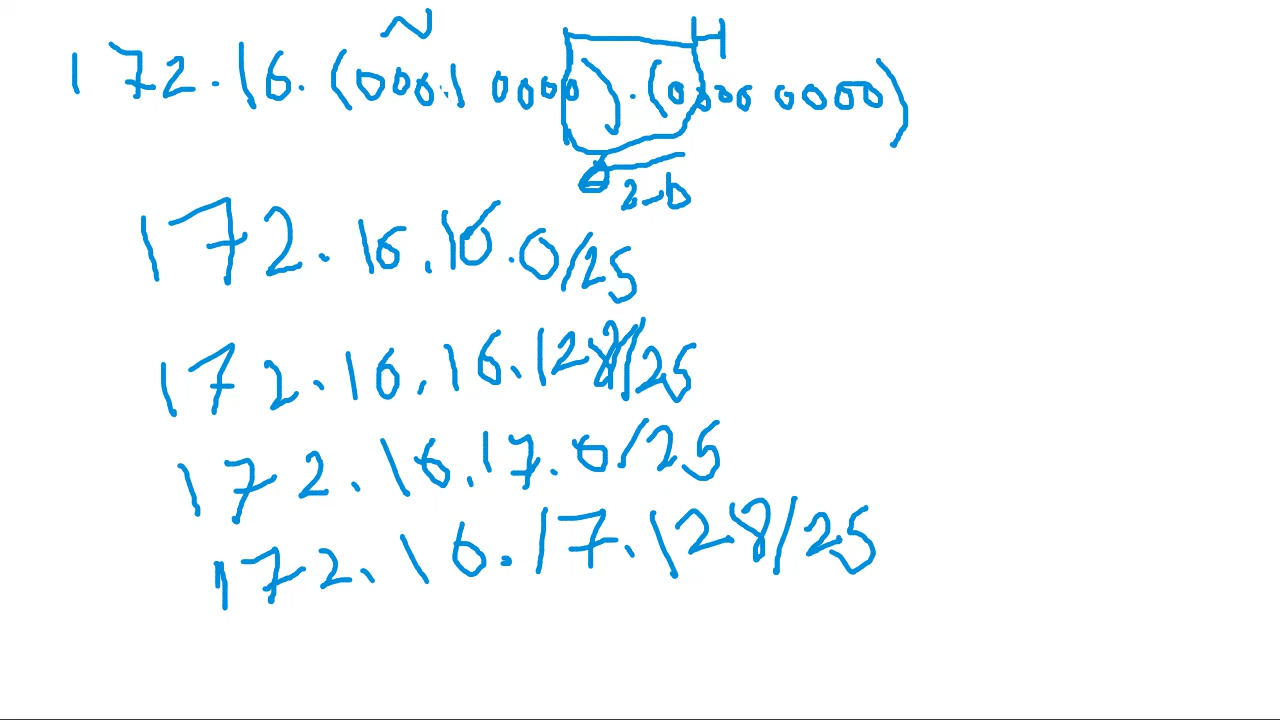 N H
172.16.(0001 0000).(0000 0000)
2-b
172.16.16.0/25
172.16.16.128/25
172.16.17.0/25
172.16.17.128/25